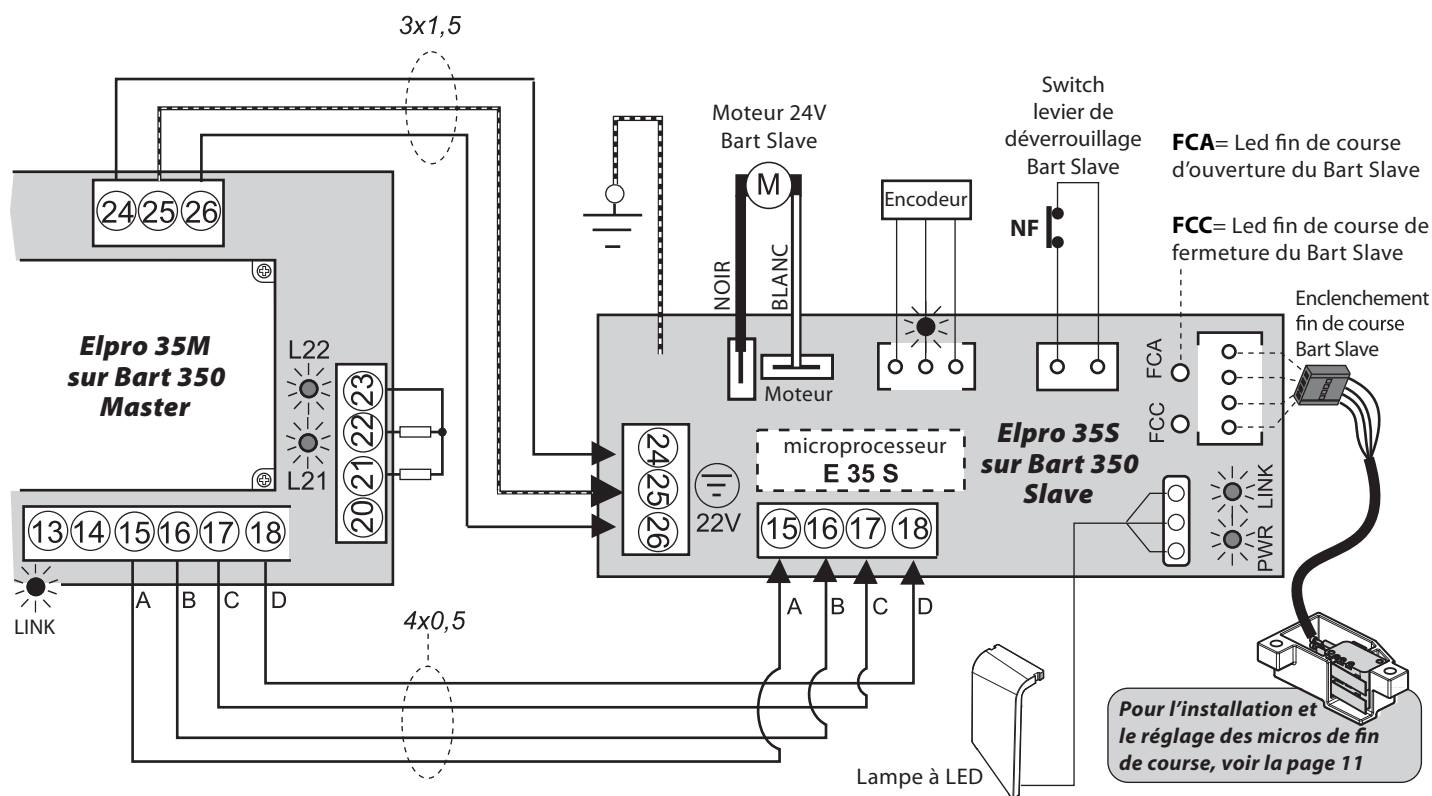 3x1,5
Moteur 24V
Bart Slave
M
NOIR
BLANC
Moteur
Encodeur
Switch
levier de
déverrouillage
Bart Slave
NF
FCA= Led fin de course
d'ouverture du Bart Slave
FCC= Led fin de course de
fermeture du Bart Slave
Enclenchement
fin de course
Bart Slave
24 25 26
Elpro 35M
sur Bart 350
Master
L22
L21
23
22
21
20
13 14 15 16 17 18
LINK
A B C D
4x0,5
24
25
26
22V
microprocesseur
E 35 S
Elpro 35S
sur Bart 350
Slave
FCA
FCC
LINK
PWR
15 16 17 18
A B C D
Lampe à LED
Pour l'installation et
le réglage des micros de fin
de course, voir la page 11